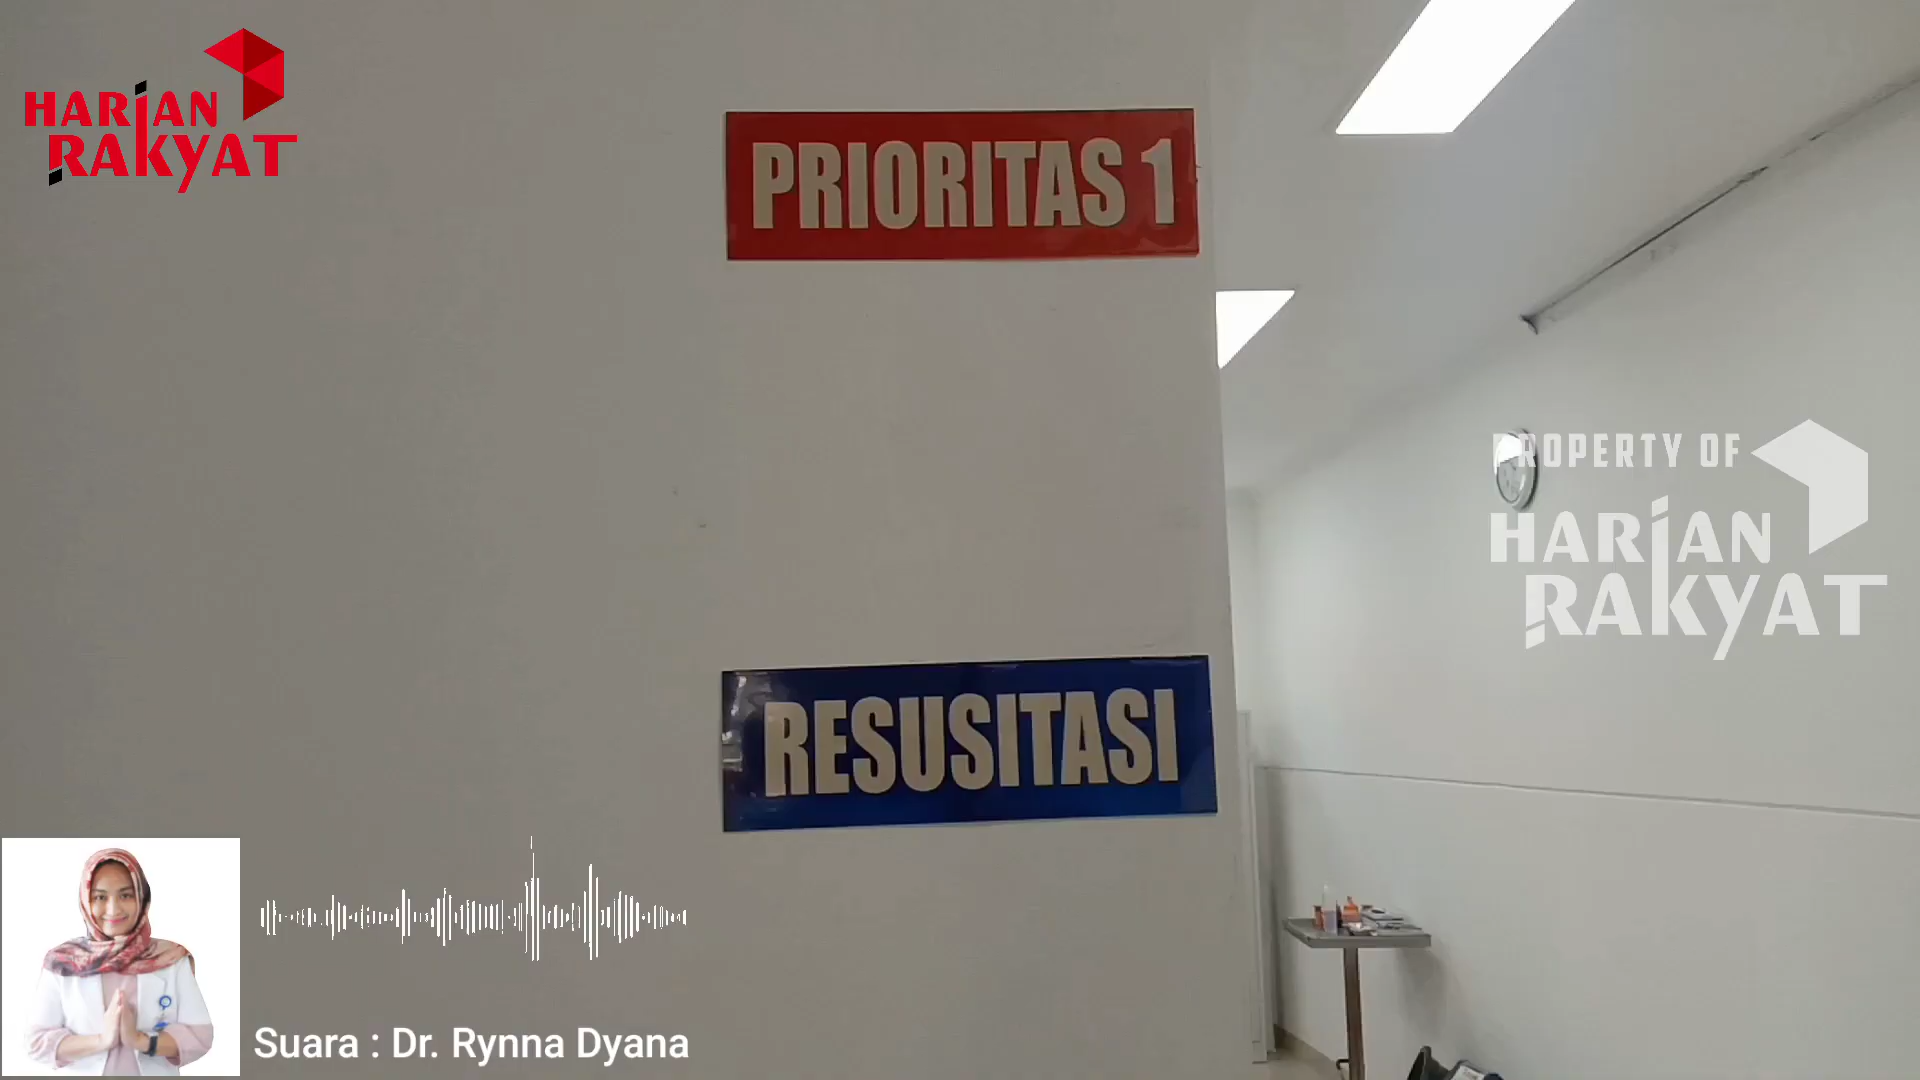 HARIAN
RAKYAT
PRIORITAS 1
PROPERTY OF
HARIAN
RAKYAT
RESUSITASI
Suara : Dr. Rynna Dyana